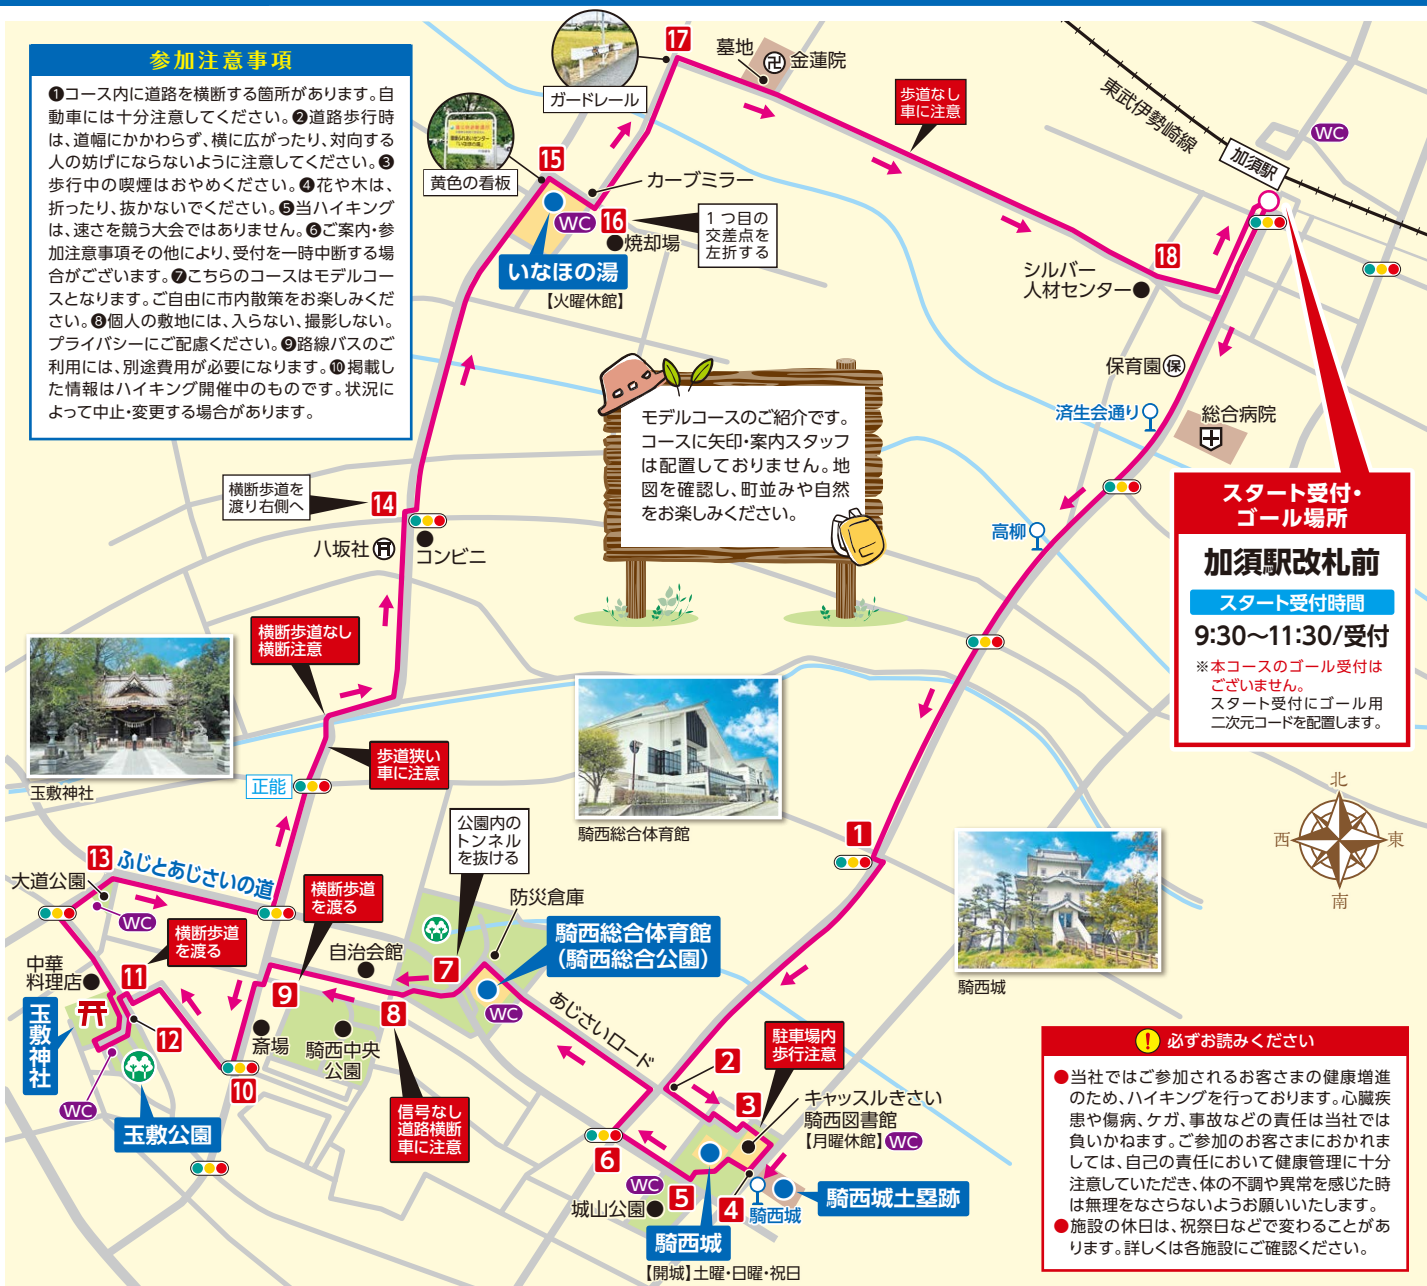 参加注意事項
❶コース内に道路を横断する箇所があります。自
動車には十分注意してください。❷道路歩行時
は、道幅にかかわらず、横に広がったり、対向する
人の妨げにならないように注意してください。❸
歩行中の喫煙はおやめください。❹花や木は、
折ったり、抜かないでください。❺当ハイキング
は、速さを競う大会ではありません。❻ご案内・参
加注意事項その他により、受付を一時中断する場
合がございます。❼こちらのコースはモデルコー
スとなります。ご自由に市内散策をお楽しみくだ
さい。❽個人の敷地には、入らない、撮影しない。
プライバシーにご配慮ください。❾路線バスのご
利用には、別途費用が必要になります。❿掲載し
た情報はハイキング開催中のものです。状況に
よって中止・変更する場合があります。
ガードレール
17
墓地
卍
金蓮院
歩道なし
車に注意
東武伊勢崎線
WC
加須駅
黄色の看板
15
カーブミラー
WC
16
焼却場
1つ目の
交差点を
左折する
いなほの湯
【火曜休館】
18
シルバー
人材センター
保育園
保
済生会通り
総合病院
高柳
モデルコースのご紹介です。
コースに矢印・案内スタッフ
は配置しておりません。地
図を確認し、町並みや自然
をお楽しみください。
スタート受付・
ゴール場所
加須駅改札前
スタート受付時間
9:30〜11:30/受付
※本コースのゴール受付は
ございません。
スタート受付にゴール用
二次元コードを配置します。
横断歩道を
渡り右側へ
14
八坂社
コンビニ
横断歩道なし
横断注意
歩道狭い
車に注意
正能
玉敷神社
騎西総合体育館
騎西城
北
西
東
南
1
公園内の
トンネル
を抜ける
防災倉庫
騎西総合体育館
(騎西総合公園)
13
ふじとあじさいの道
大道公園
WC
横断歩道
を渡る
横断歩道
を渡る
自治会館
7
WC
中華
料理店
11
9
8
玉敷神社
12
斎場
騎西中央
公園
あじさいロード
2
駐車場内
歩行注意
3
キャッスルきさい
騎西図書館
【月曜休館】
WC
10
WC
玉敷公園
信号なし
道路横断
車に注意
6
WC
5
城山公園
4
騎西城
騎西城土塁跡
騎西城
【開城】土曜・日曜・祝日
! 必ずお読みください
●当社ではご参加されるお客さまの健康増進
のため、ハイキングを行っております。心臓疾
患や傷病、ケガ、事故などの責任は当社では
負いかねます。ご参加のお客さまにおかれま
しては、自己の責任において健康管理に十分
注意していただき、体の不調や異常を感じた時
は無理をなさらないようお願いいたします。
●施設の休日は、祝祭日などで変わることがあ
ります。詳しくは各施設にご確認ください。